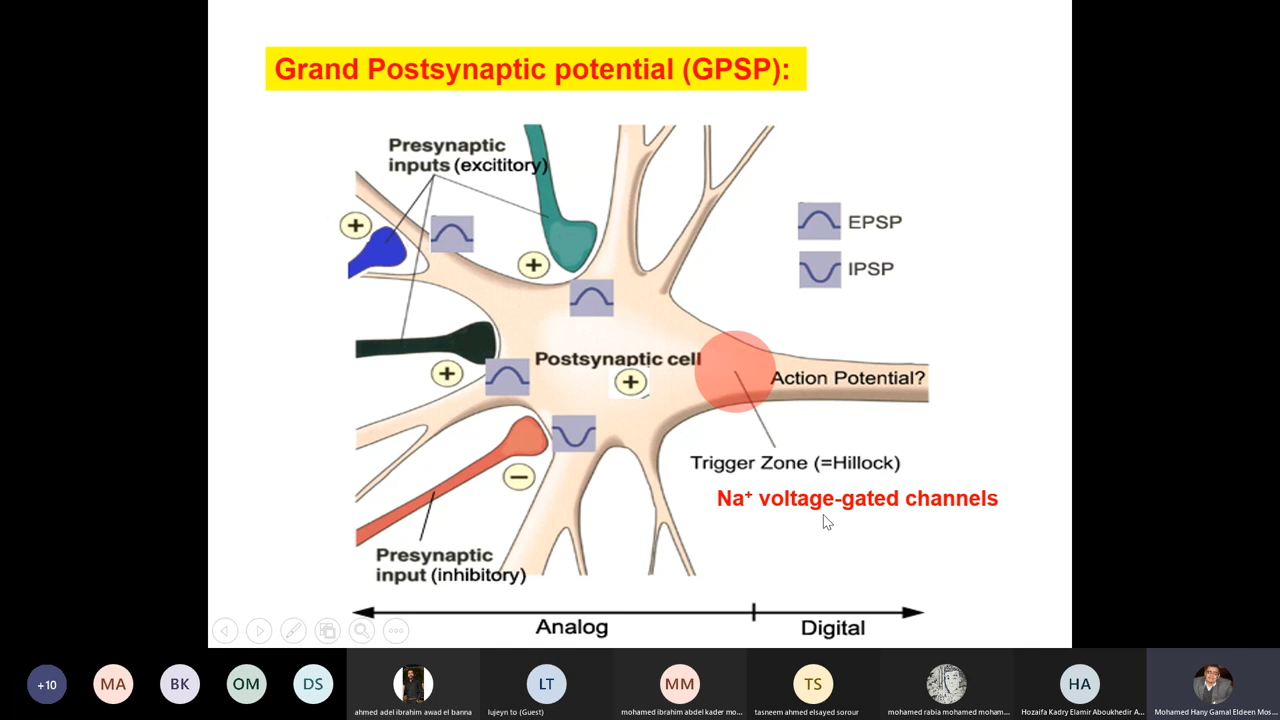 Grand Postsynaptic potential (GPSP):
Presynaptic
inputs (excititory)
+
+
EPSP
IPSP
Postsynaptic cell
+
+
Action Potential?
Trigger Zone (=Hillock)
−
Na⁺ voltage-gated channels
Presynaptic
input (inhibitory)
Analog
Digital
+10
MA
BK
OM
DS
LT
MM
TS
HA
ahmed adel ibrahim awad el banna
lujeyn to (Guest)
mohamed ibrahim abdel kader mo...
tasneem ahmed elsayed sorour
mohamed rabia mohamed moham...
Hozaifa Kadry Elamir Aboukhedir A...
Mohamed Hany Gamal Eldeen Mos...